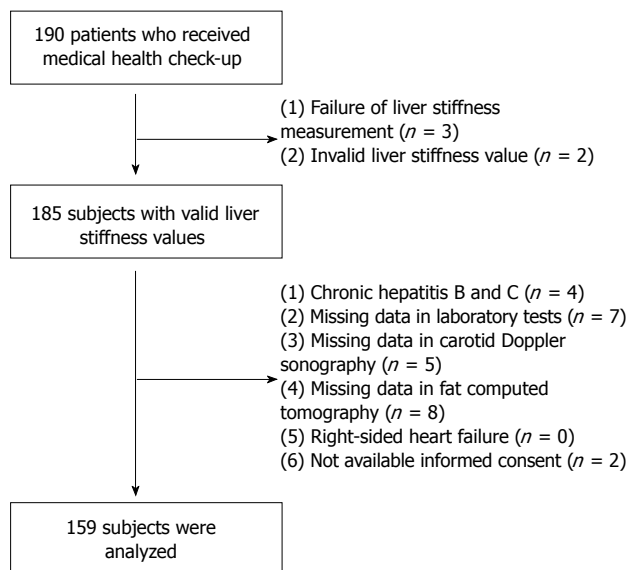 190 patients who received
medical health check-up
(1) Failure of liver stiffness
measurement (n = 3)
(2) Invalid liver stiffness value (n = 2)
185 subjects with valid liver
stiffness values
(1) Chronic hepatitis B and C (n = 4)
(2) Missing data in laboratory tests (n = 7)
(3) Missing data in carotid Doppler
sonography (n = 5)
(4) Missing data in fat computed
tomography (n = 8)
(5) Right-sided heart failure (n = 0)
(6) Not available informed consent (n = 2)
159 subjects were
analyzed